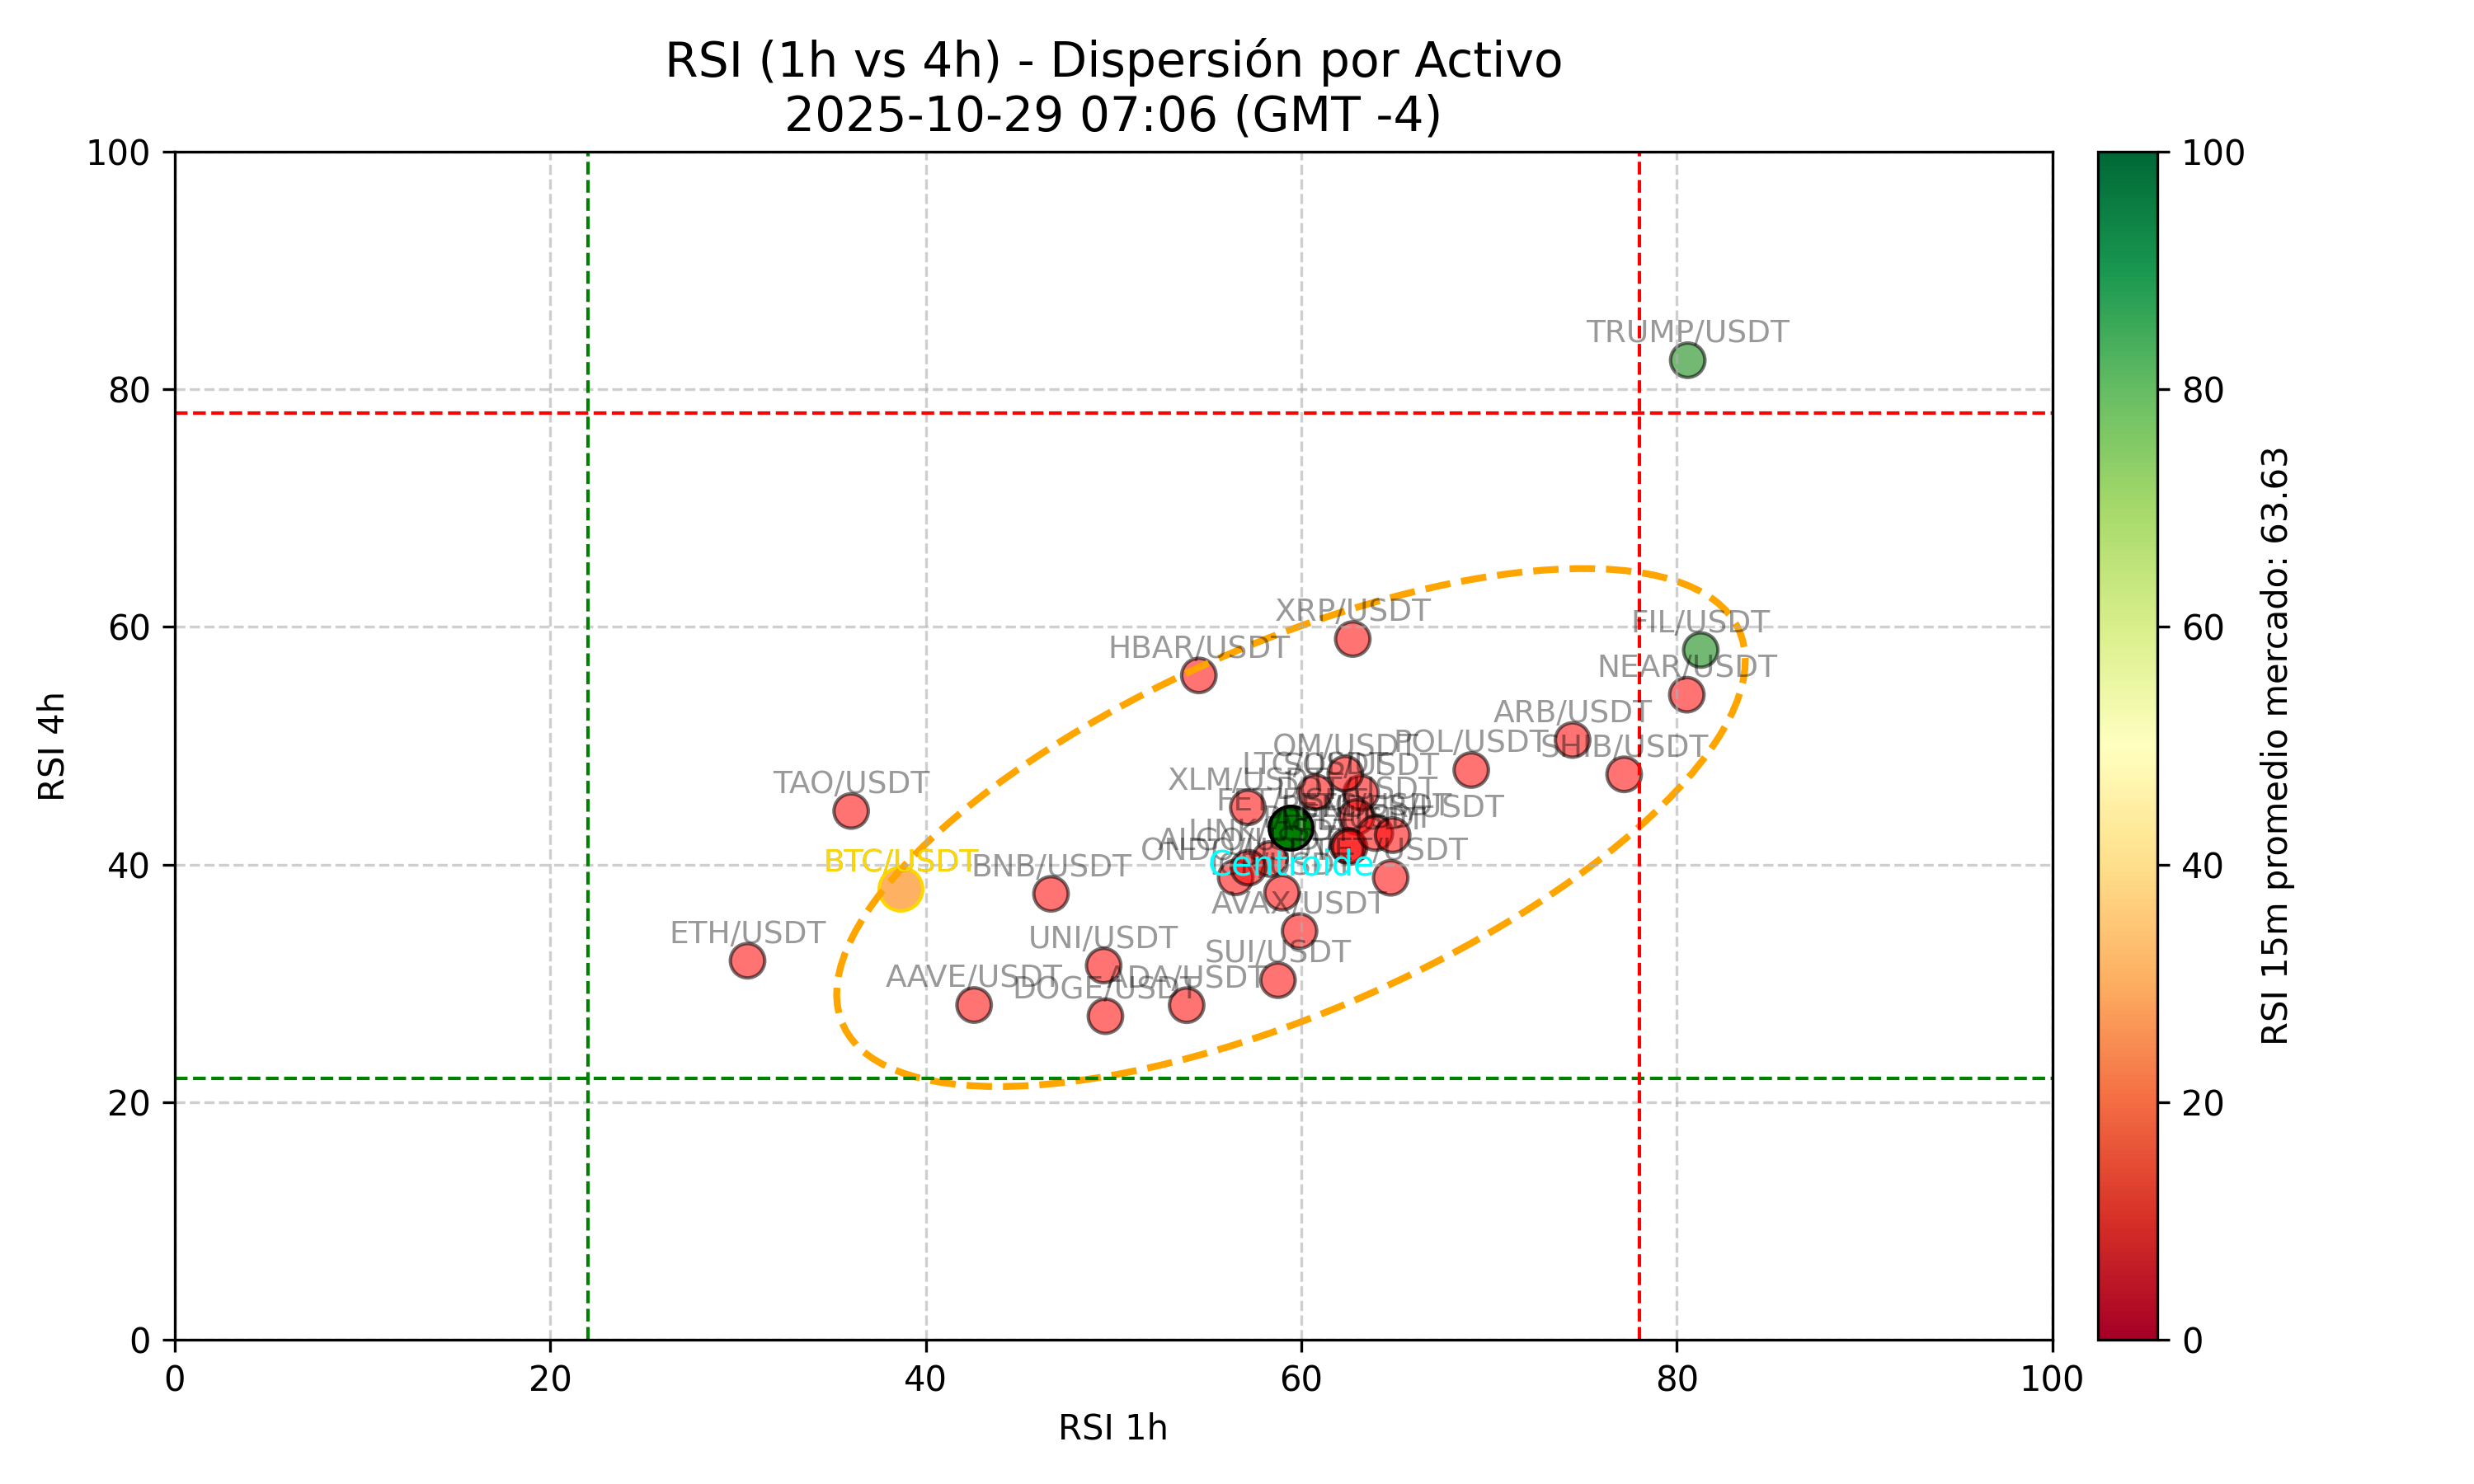 RSI (1h vs 4h) - Dispersión por Activo
2025-10-29 07:06 (GMT -4)
100
80
60
40
20
0
RSI 4h
0
20
40
60
80
100
RSI 1h
TRUMP/USDT
XRP/USDT
FIL/USDT
HBAR/USDT
NEAR/USDT
ARB/USDT
OM/USDT
POL/USDT
SHIB/USDT
XLM/USDT
TAO/USDT
BTC/USDT
BNB/USDT
Centroide
AVAX/USDT
ETH/USDT
UNI/USDT
SUI/USDT
AAVE/USDT
ADA/USDT
DOGE/USDT
100
80
60
40
20
0
RSI 15m promedio mercado: 63.63